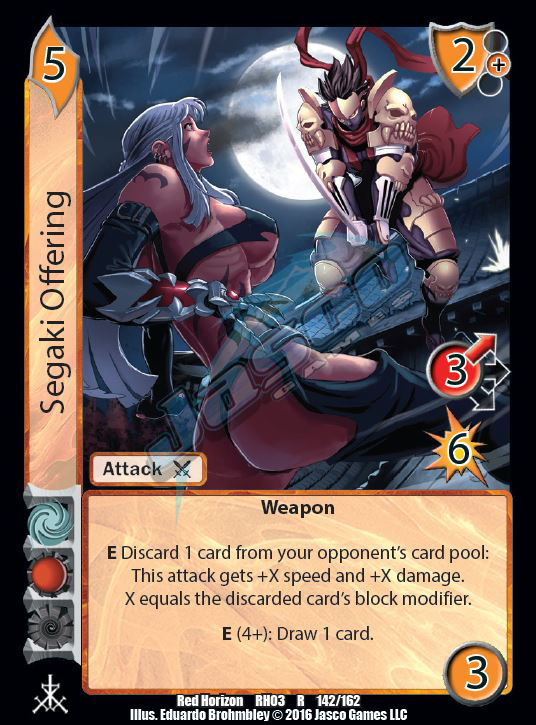 5
2
+
Segaki Offering
JASCO
GAMES
3
6
Attack
Weapon
E Discard 1 card from your opponent's card pool:
This attack gets +X speed and +X damage.
X equals the discarded card's block modifier.
E (4+): Draw 1 card.
3
Red Horizon RH03 R 142/162
Illus. Eduardo Brohmbley © 2016 Jasco Games LLC